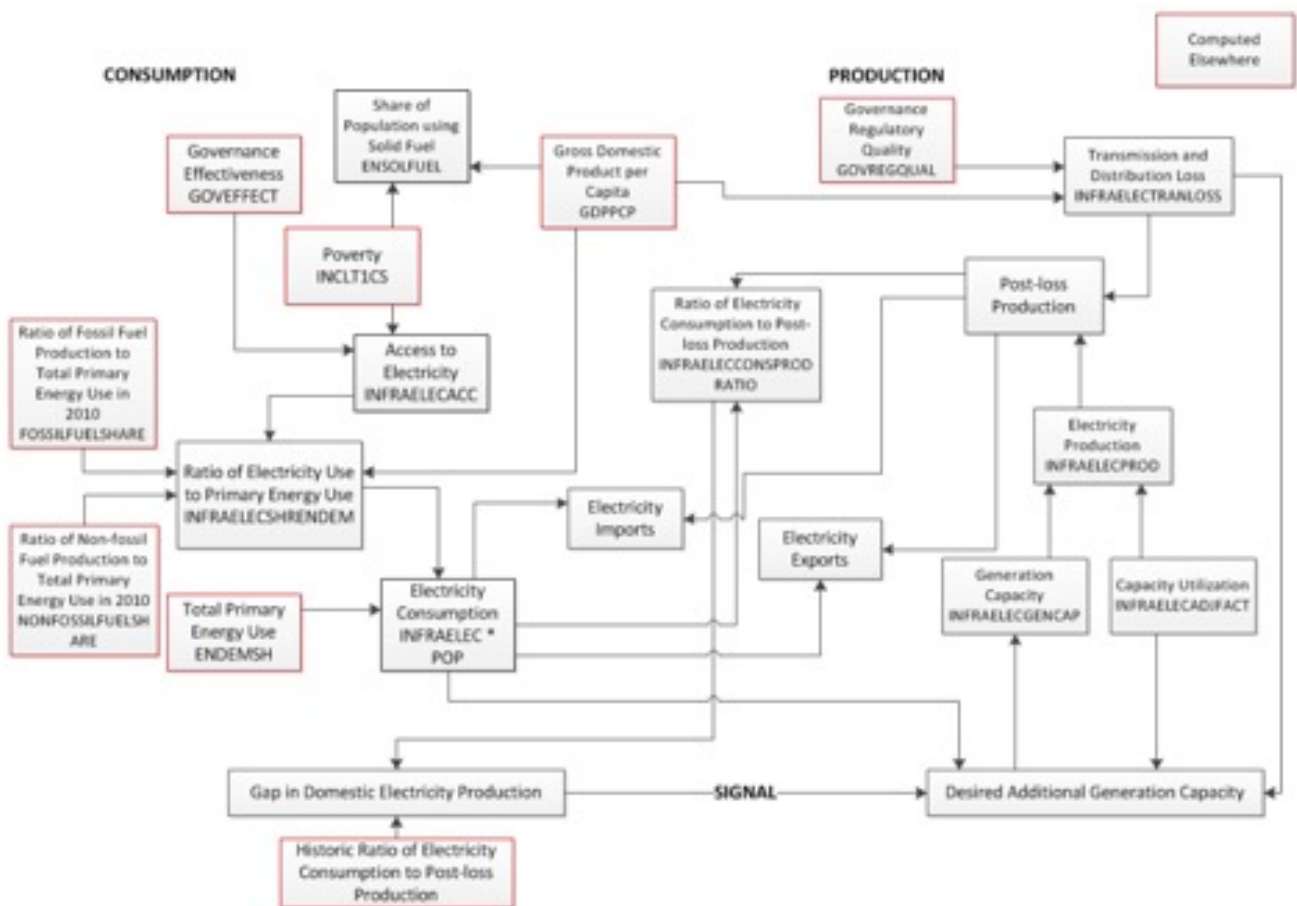 Computed
Elsewhere
CONSUMPTION
PRODUCTION
Share of
Population using
Solid Fuel
ENSOLFUEL
Governance
Regulatory
Quality
GOVREGQUAL
Governance
Effectiveness
GOVEFFECT
Gross Domestic
Product per
Capita
GDPPCP
Transmission and
Distribution Loss
INFRAELECTRANLOSS
Poverty
INCLT1CS
Ratio of Electricity
Consumption to Post-
loss Production
INFRAELECCONSPROD
RATIO
Post-loss
Production
Ratio of Fossil Fuel
Production to
Total Primary
Energy Use in
2010
FOSSILFUELSHARE
Access to
Electricity
INFRAELECACC
Electricity
Production
INFRAELECPROD
Ratio of Electricity Use
to Primary Energy Use
INFRAELECSHRENDEM
Electricity
Imports
Electricity
Exports
Ratio of Non-fossil
Fuel Production to
Total Primary
Energy Use in 2010
NONFOSSILFUELSH
ARE
Generation
Capacity
INFRAELECGENCAP
Capacity Utilization
INFRAELECADJFACT
Total Primary
Energy Use
ENDEMSH
Electricity
Consumption
INFRAELEC *
POP
Gap in Domestic Electricity Production
SIGNAL
Desired Additional Generation Capacity
Historic Ratio of Electricity
Consumption to Post-loss
Production